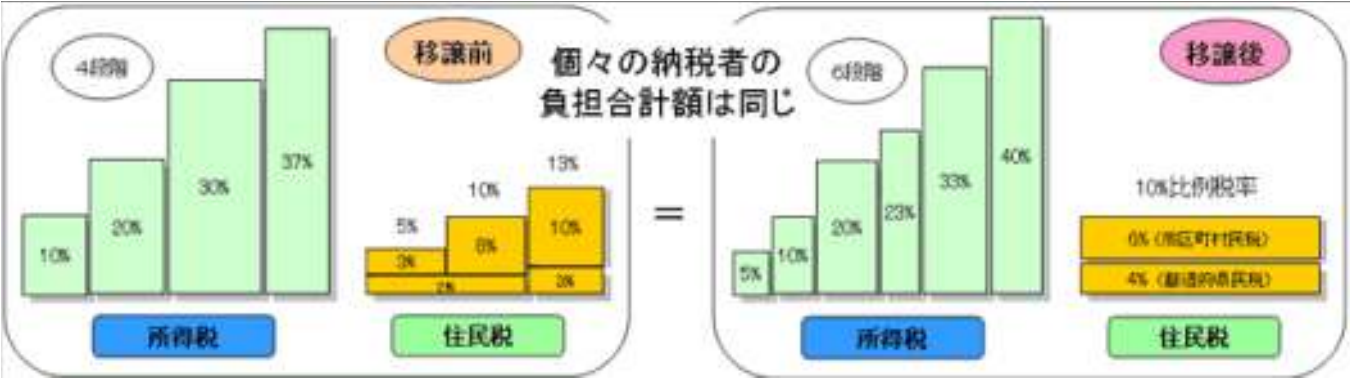 移譲前
4段階
10%
20%
30%
37%
5%
10%
13%
3%
8%
10%
2%
3%
所得税
住民税
個々の納税者の
負担合計額は同じ
=
移譲後
6段階
5%
10%
20%
23%
33%
40%
10%比例税率
6% (市区町村民税)
4% (都道府県民税)
所得税
住民税